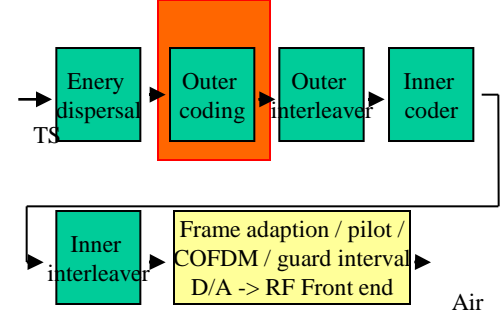 Enery
dispersal
Outer
coding
Outer
interleaver
Inner
coder
TS
Inner
interleaver
Frame adaption / pilot /
COFDM / guard interval
D/A -> RF Front end
Air